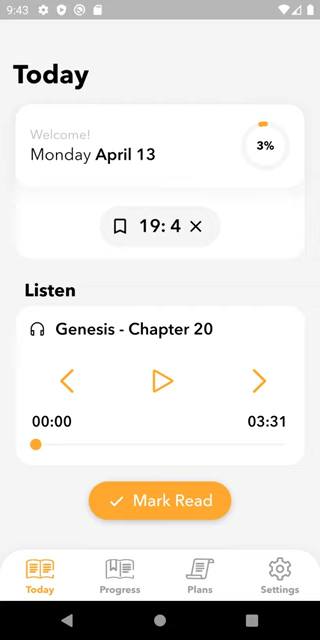 9:43
Today
Welcome!
Monday April 13
3%
19: 4
Listen
Genesis - Chapter 20
00:00
03:31
Mark Read
Today
Progress
Plans
Settings